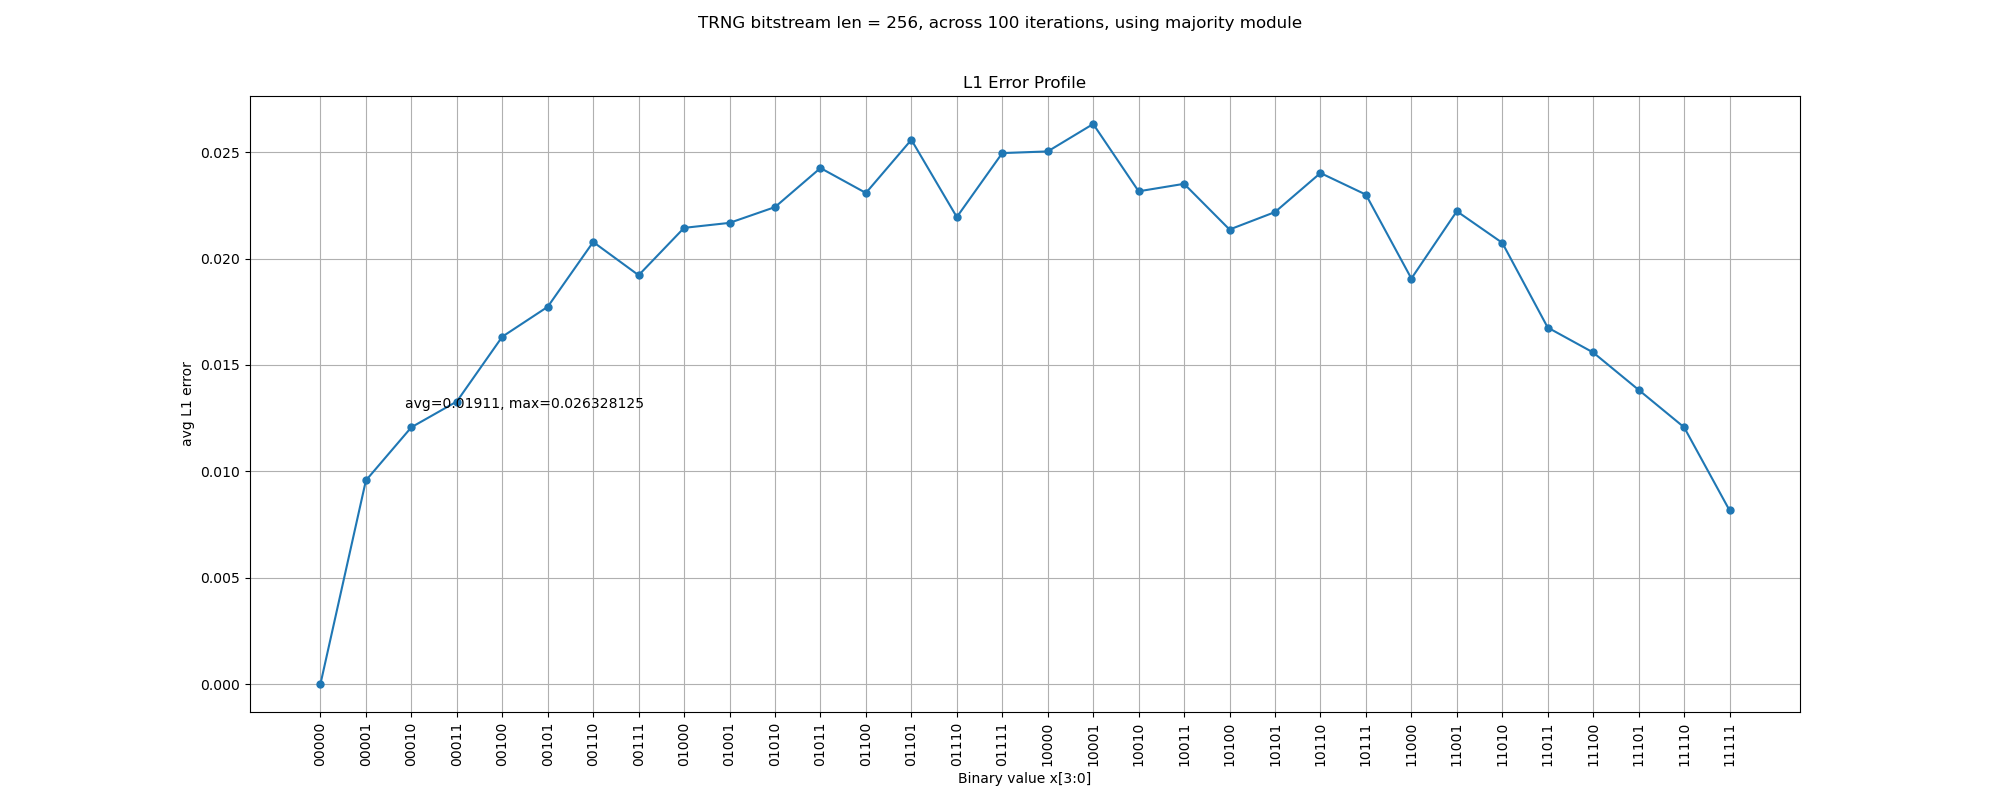 TRNG bitstream len = 256, across 100 iterations, using majority module
L1 Error Profile
avg L1 error
0.025
0.020
0.015
0.010
0.005
0.000
avg=0.01911, max=0.026328125
00000 00001 00010 00011 00100 00101 00110 00111 01000 01001 01010 01011 01100 01101 01110 01111 10000 10001 10010 10011 10100 10101 10110 10111 11000 11001 11010 11011 11100 11101 11110 11111
Binary value x[3:0]